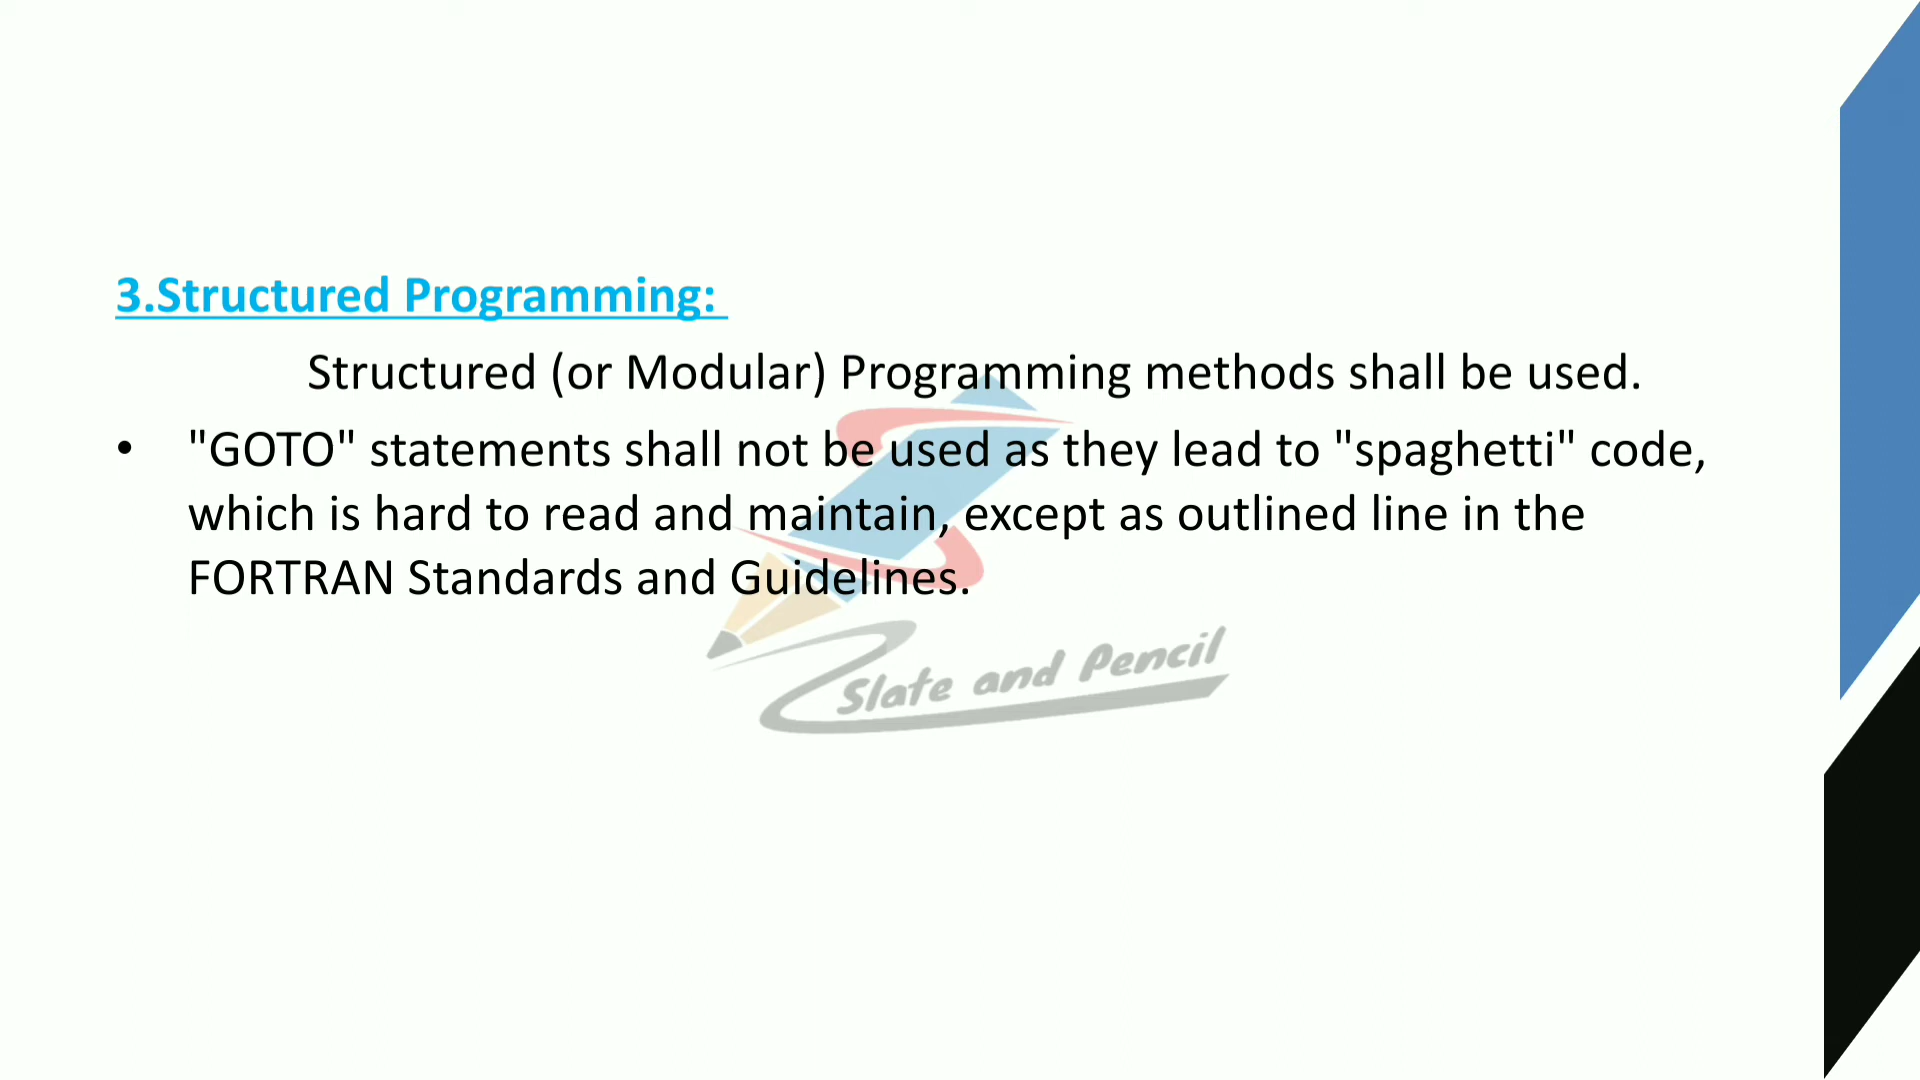 3.Structured Programming:
Structured (or Modular) Programming methods shall be used.
• "GOTO" statements shall not be used as they lead to "spaghetti" code,
which is hard to read and maintain, except as outlined line in the
FORTRAN Standards and Guidelines.
Slate and Pencil